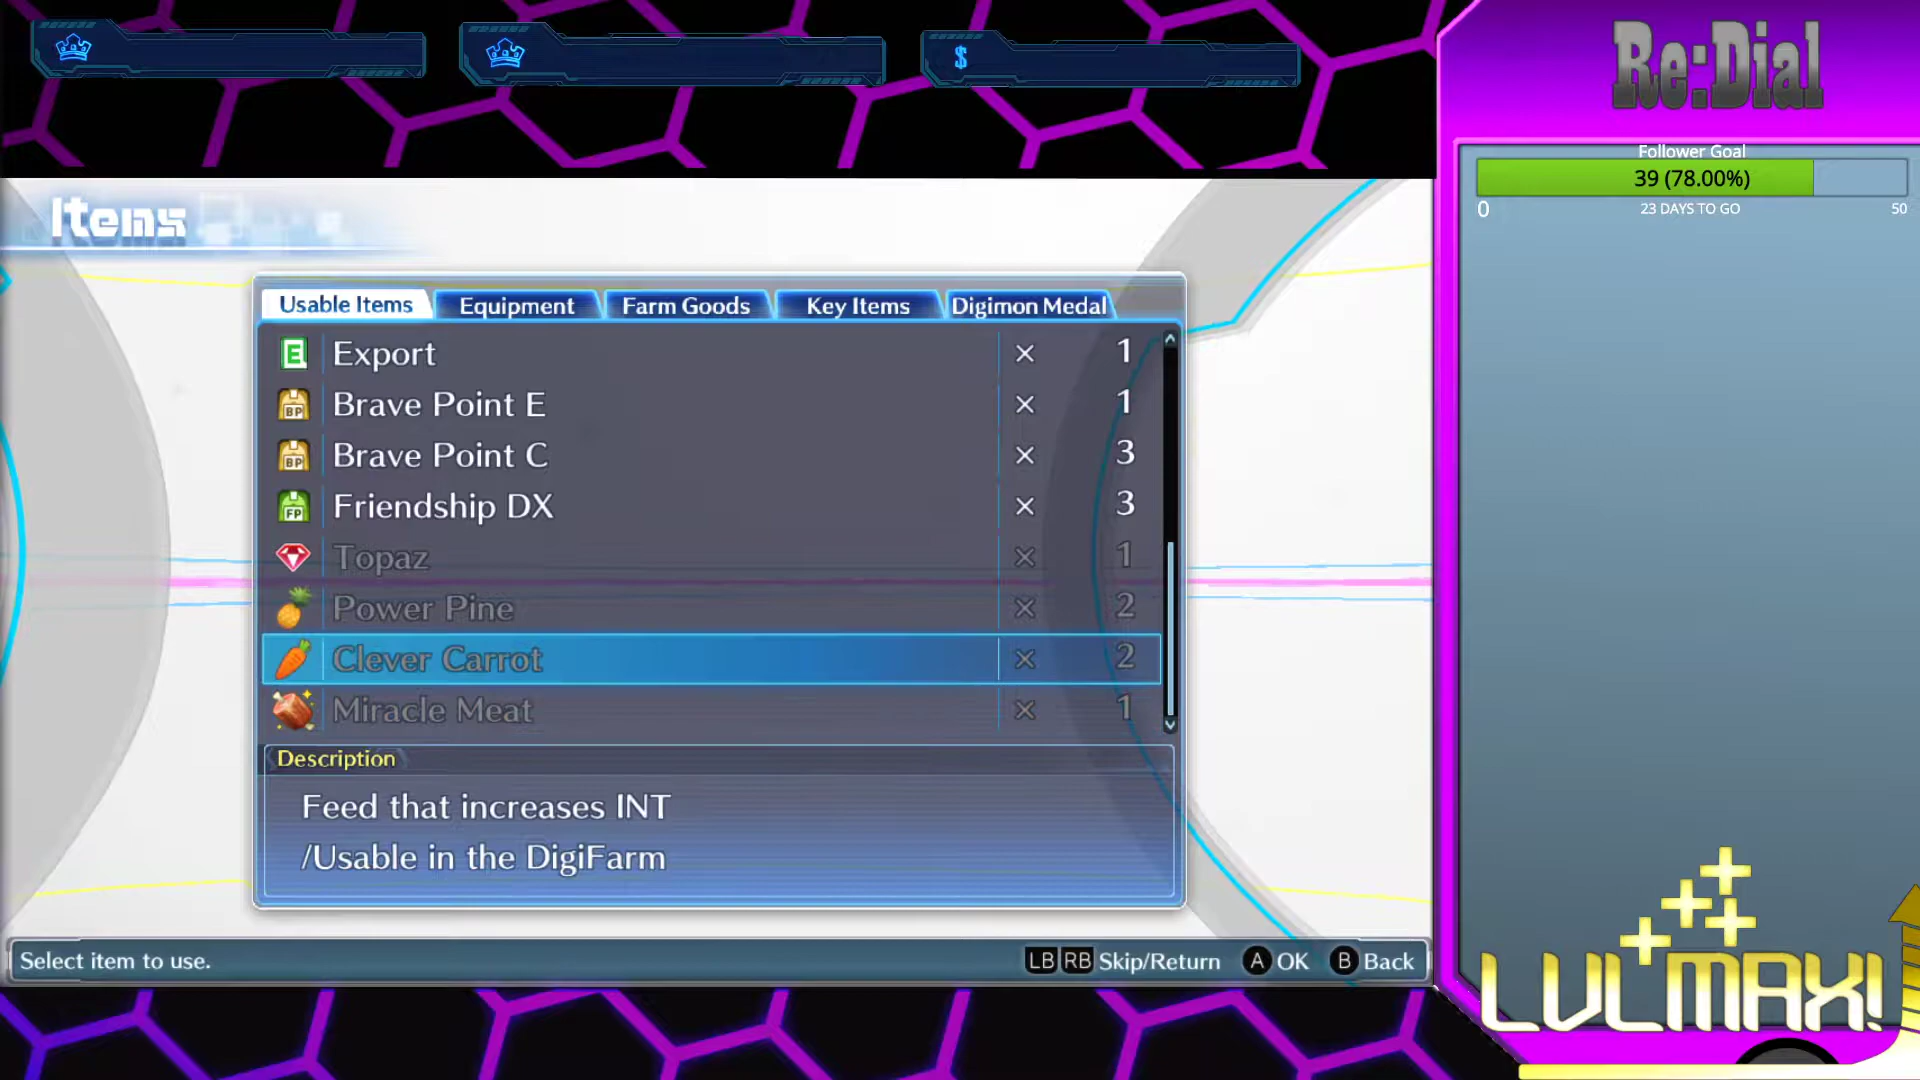 $
Re:Dial
Follower Goal
39 (78.00%)
0
23 DAYS TO GO
50
Items
Usable Items
Equipment
Farm Goods
Key Items
Digimon Medal
E Export × 1
BP Brave Point E × 1
BP Brave Point C × 3
FP Friendship DX × 3
Topaz × 1
Power Pine × 2
Clever Carrot × 2
Miracle Meat × 1
Description
Feed that increases INT
/Usable in the DigiFarm
Select item to use.
LB RB Skip/Return A OK B Back
LVLMAX!